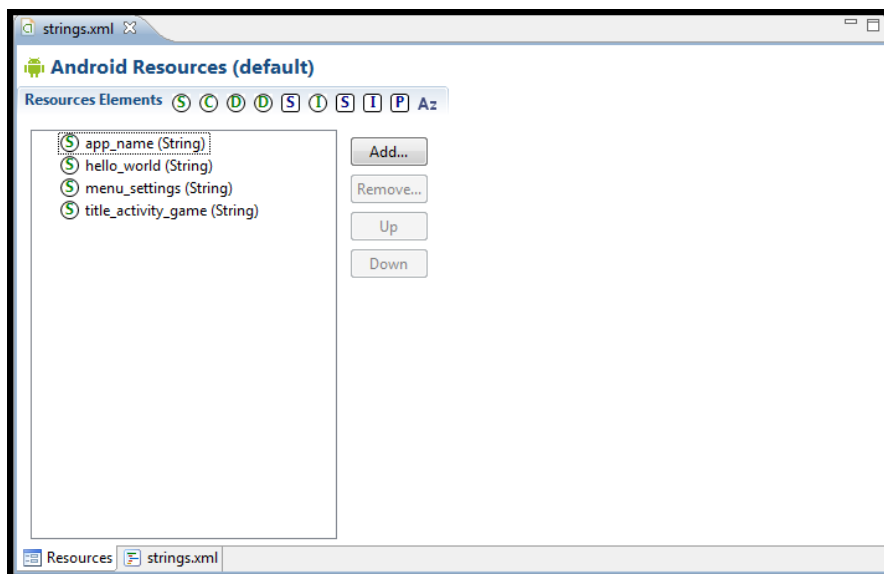 strings.xml
Android Resources (default)
Resources Elements S C D D S I S I P Az
S app_name (String)
S hello_world (String)
S menu_settings (String)
S title_activity_game (String)
Add...
Remove...
Up
Down
Resources strings.xml